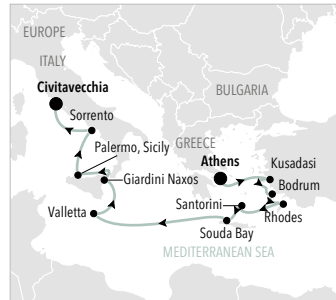 EUROPE
ITALY
Civitavecchia
BULGARIA
Sorrento
GREECE
Palermo, Sicily
Athens
Kusadasi
Giardini Naxos
Bodrum
Santorini
Valletta
Rhodes
Souda Bay
MEDITERRANEAN SEA